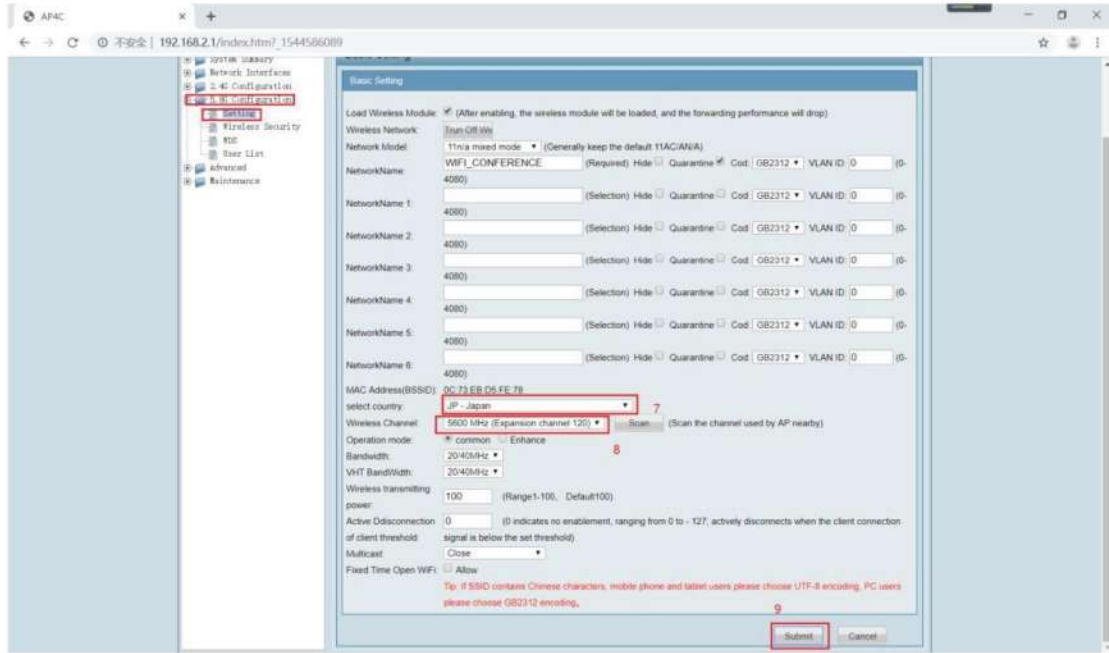 AP4C
不安全 | 192.168.2.1/index.htm?_1544586089
System Summary
Network Interfaces
2.4G Configuration
5.8G Configuration
Setting
Wireless Security
WDS
User List
Advanced
Maintenance
Basic Setting
Load Wireless Module: (After enabling, the wireless module will be loaded, and the forwarding performance will drop)
Wireless Network: Trun Off We
Network Model: 11n/a mixed mode (Generally keep the default 11AC/AN/A)
NetworkName: WIFI_CONFERENCE (Required) Hide Quarantine Cod: GB2312 VLAN ID: 0 (0-
4080)
NetworkName 1: (Selection) Hide Quarantine Cod: GB2312 VLAN ID: 0 (0-
4080)
NetworkName 2: (Selection) Hide Quarantine Cod: GB2312 VLAN ID: 0 (0-
4080)
NetworkName 3: (Selection) Hide Quarantine Cod: GB2312 VLAN ID: 0 (0-
4080)
NetworkName 4: (Selection) Hide Quarantine Cod: GB2312 VLAN ID: 0 (0-
4080)
NetworkName 5: (Selection) Hide Quarantine Cod: GB2312 VLAN ID: 0 (0-
4080)
NetworkName 6: (Selection) Hide Quarantine Cod: GB2312 VLAN ID: 0 (0-
4080)
MAC Address(BSSID): 0C:73:EB:D5:FE:78
select country: JP - Japan 7
Wireless Channel: 5600 MHz (Expansion channel 120) Scan (Scan the channel used by AP nearby)
Operation mode: common Enhance 8
Bandwidth: 20/40MHz
VHT BandWidth: 20/40MHz
Wireless transmitting
power: 100 (Range1-100, Default100)
Active Ddisconnection 0 (0 indicates no enablement, ranging from 0 to - 127, actively disconnects when the client connection
of client threshold: signal is below the set threshold)
Multicast: Close
Fixed Time Open WiFi: Allow
Tip: If SSID contains Chinese characters, mobile phone and tablet users please choose UTF-8 encoding, PC users
please choose GB2312 encoding。
9
Submit Cancel